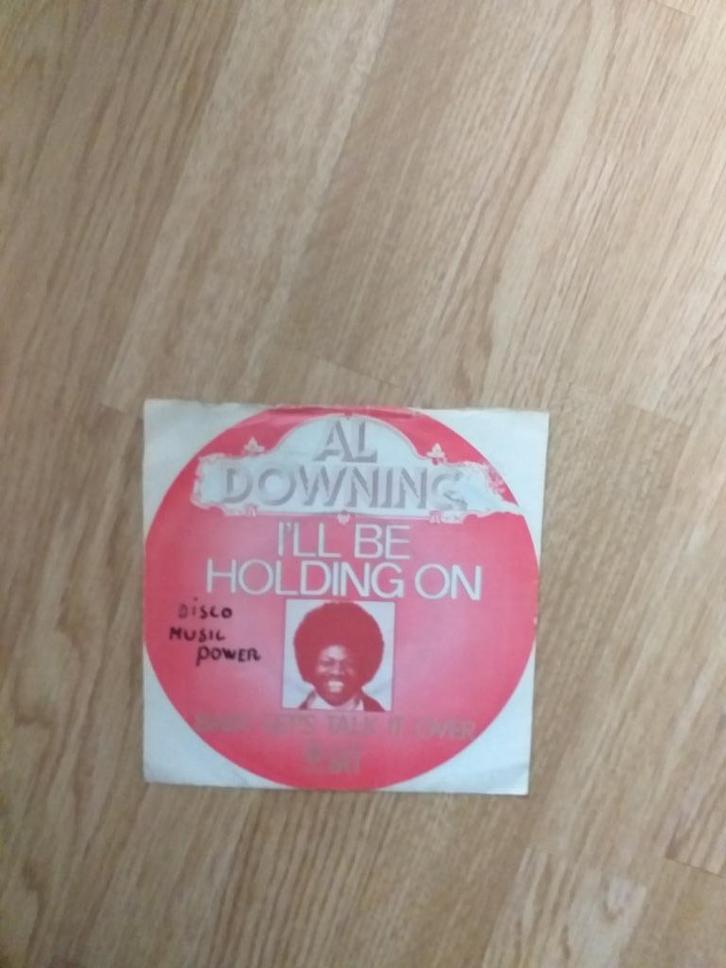 AL
DOWNING
I'LL BE
HOLDING ON
DISCO
MUSIC
POWER
BABY LET'S TALK IT OVER